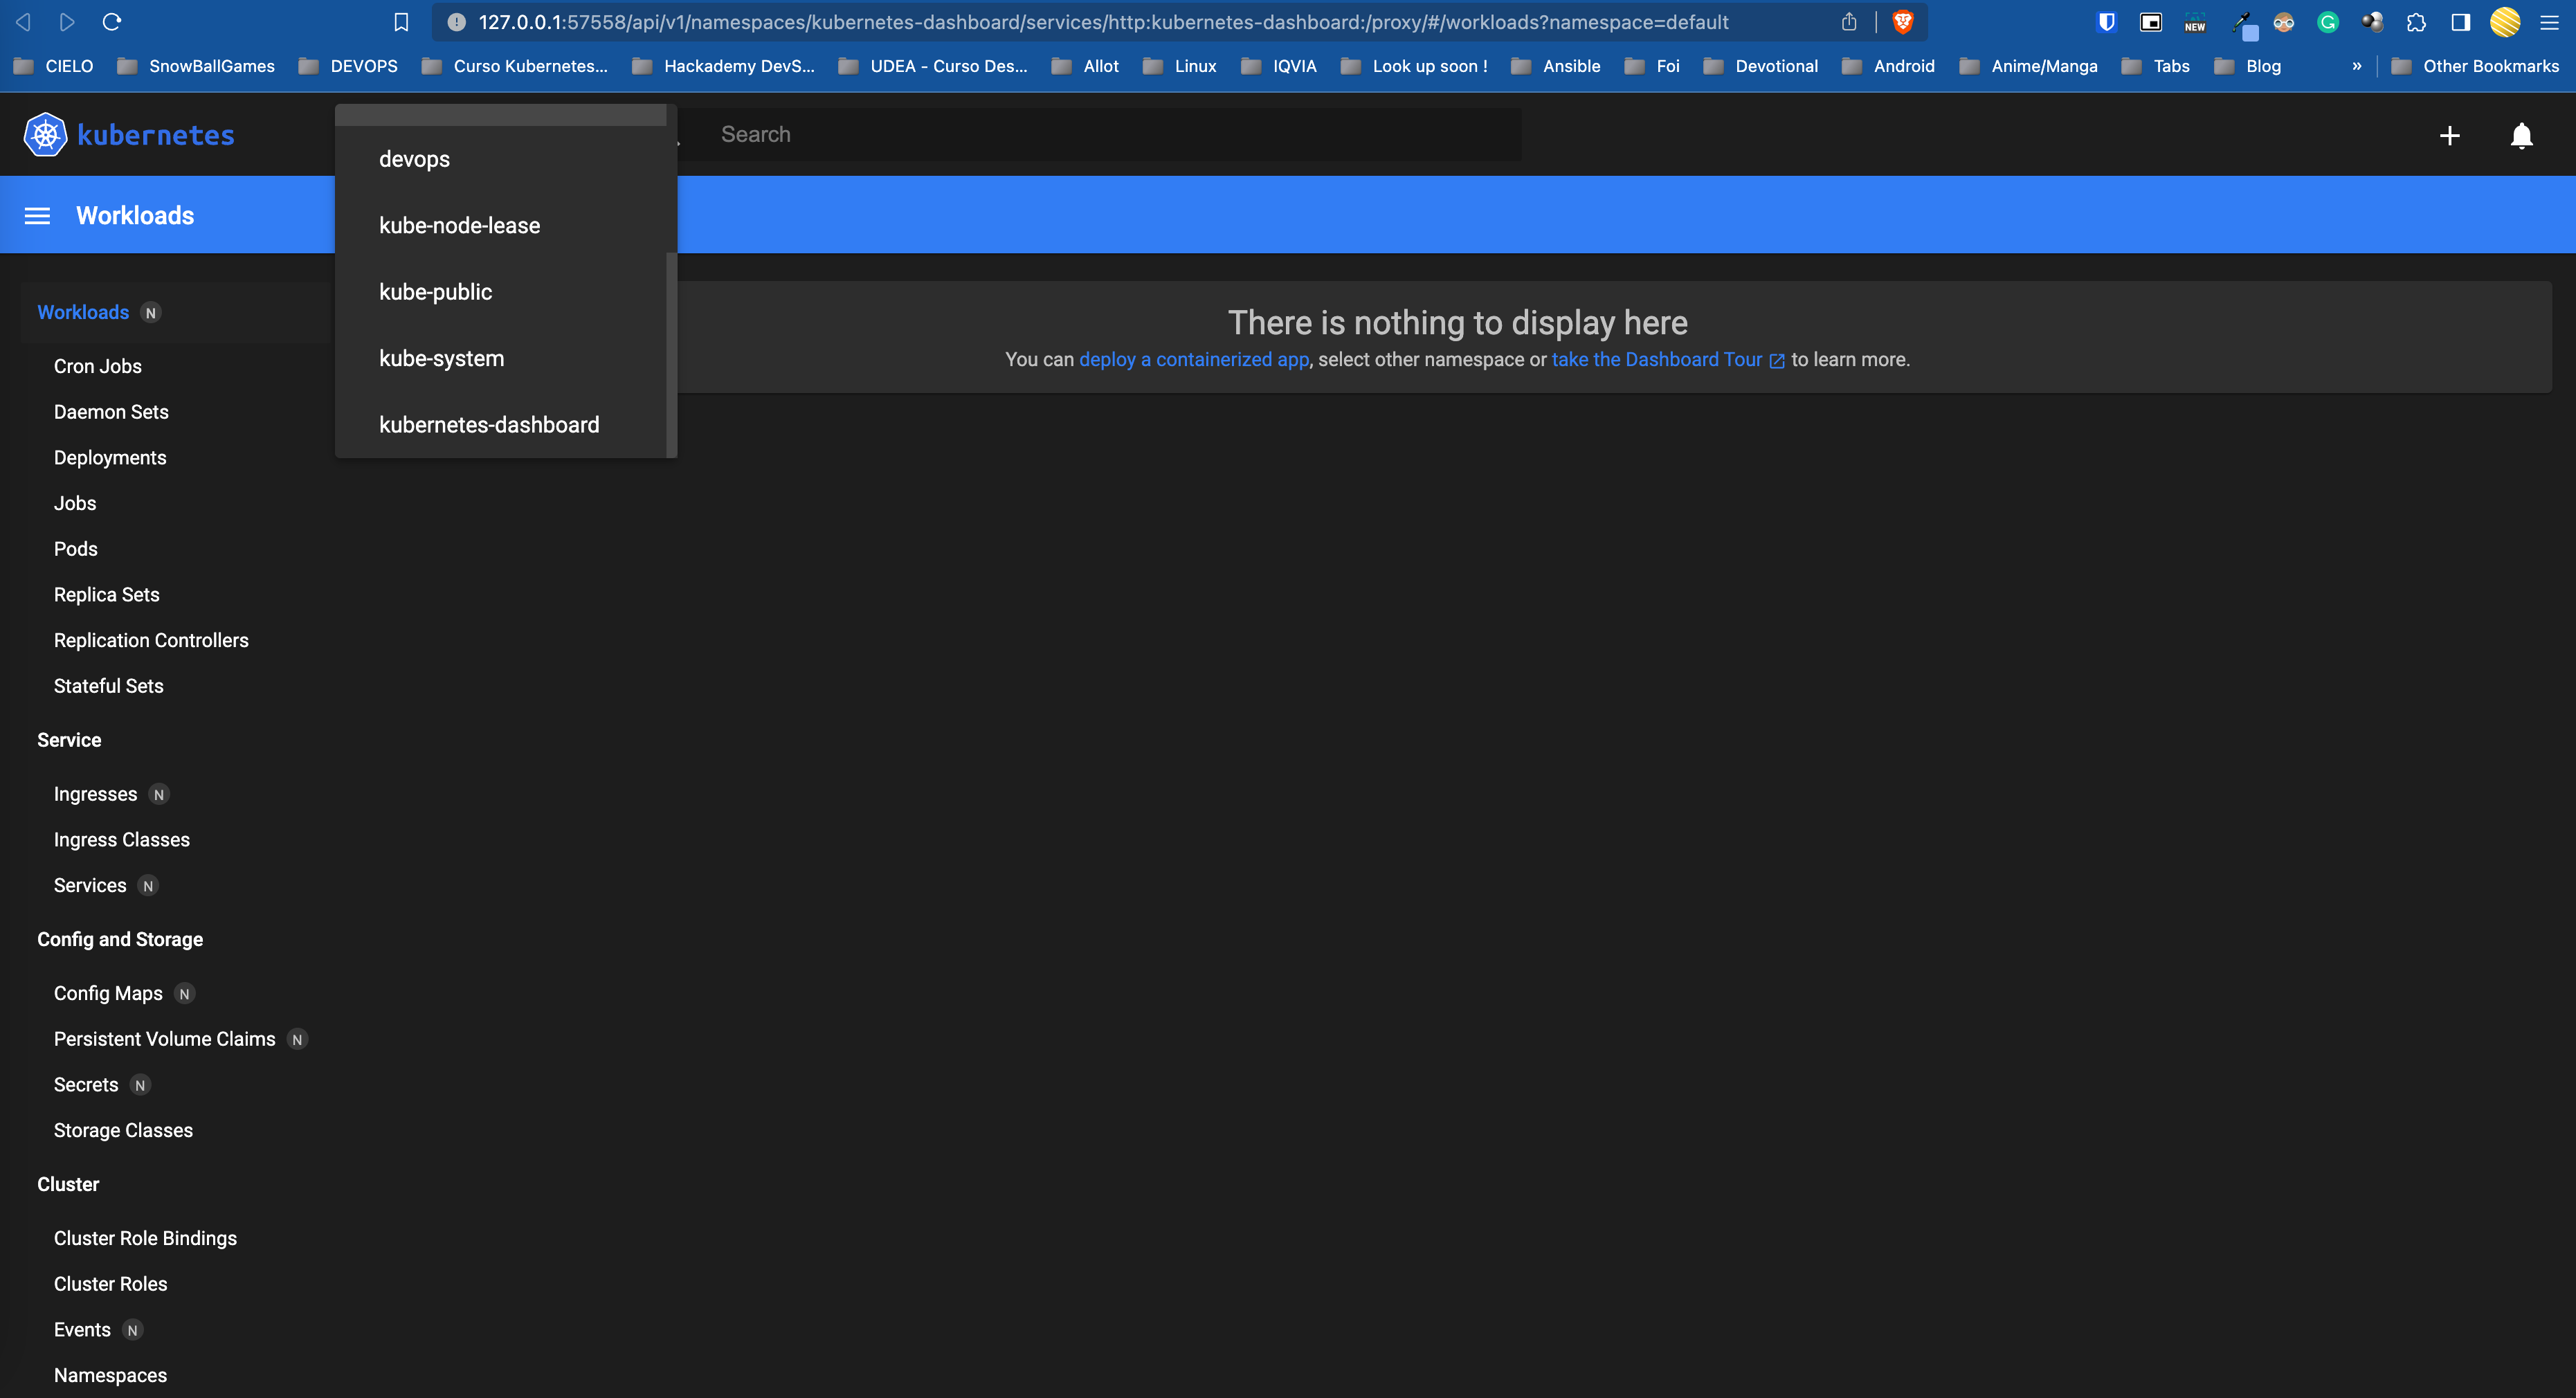 127.0.0.1:57558/api/v1/namespaces/kubernetes-dashboard/services/http:kubernetes-dashboard:/proxy/#/workloads?namespace=default
NEW
CIELO SnowBallGames DEVOPS Curso Kubernetes... Hackademy DevS... UDEA - Curso Des... Allot Linux IQVIA Look up soon ! Ansible Foi Devotional Android Anime/Manga Tabs Blog » Other Bookmarks
kubernetes
Search
devops
kube-node-lease
kube-public
kube-system
kubernetes-dashboard
Workloads
There is nothing to display here
You can deploy a containerized app, select other namespace or take the Dashboard Tour to learn more.
Workloads N
Cron Jobs
Daemon Sets
Deployments
Jobs
Pods
Replica Sets
Replication Controllers
Stateful Sets
Service
Ingresses N
Ingress Classes
Services N
Config and Storage
Config Maps N
Persistent Volume Claims N
Secrets N
Storage Classes
Cluster
Cluster Role Bindings
Cluster Roles
Events N
Namespaces